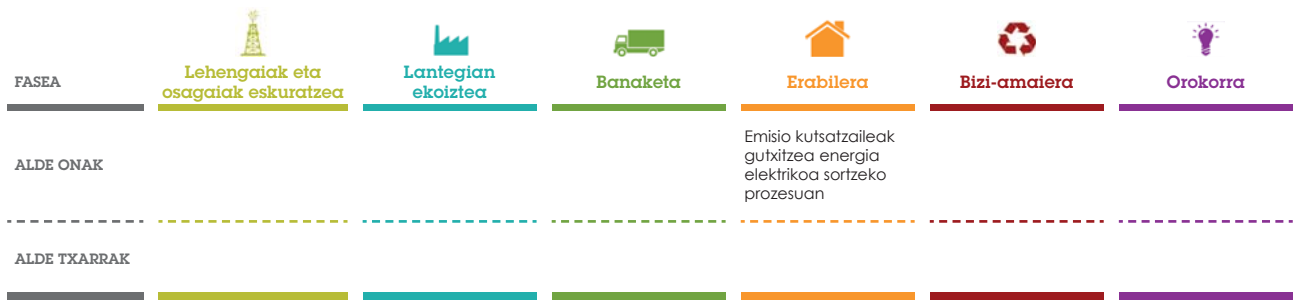 FASEA
Lehengaiak eta
osagaiak eskuratzea
Lantegian
ekoiztea
Banaketa
Erabilera
Bizi-amaiera
Orokorra
ALDE ONAK
Emisio kutsatzaileak
gutxitzea energia
elektrikoa sortzeko
prozesuan
ALDE TXARRAK